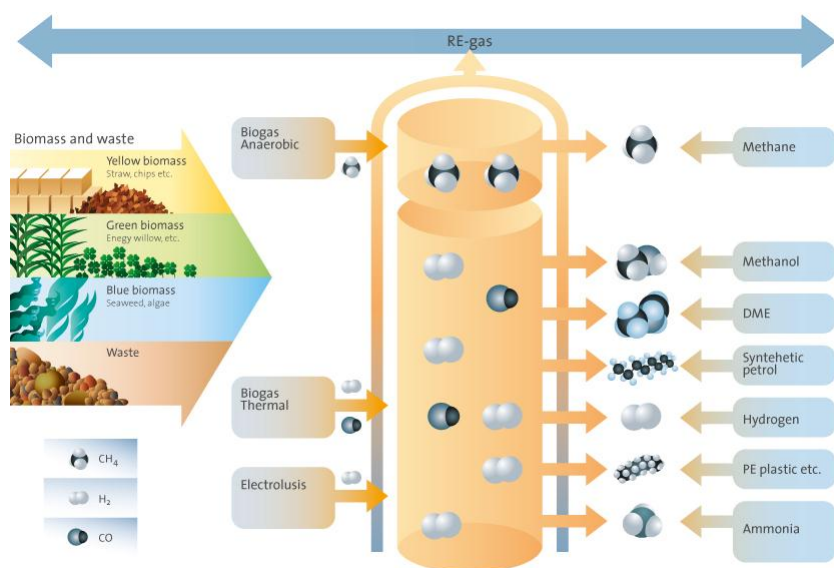 RE-gas
Biomass and waste
Yellow biomass
Straw, chips etc.
Green biomass
Enegy willow, etc.
Blue biomass
Seaweed, algae
Waste
CH₄
H₂
CO
Biogas
Anaerobic
Biogas
Thermal
Electrolusis
Methane
Methanol
DME
Syntehetic
petrol
Hydrogen
PE plastic etc.
Ammonia